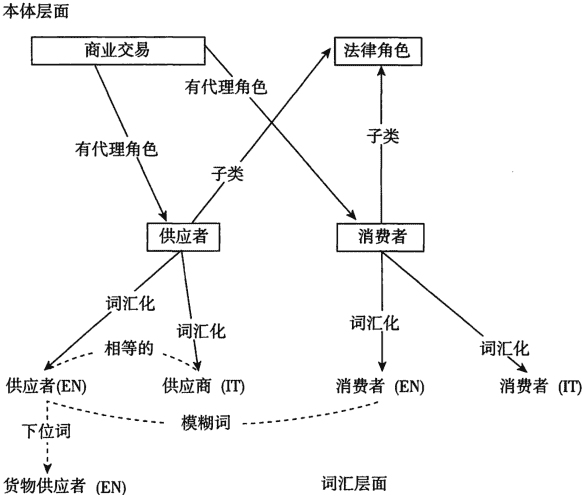 本体层面
商业交易
法律角色
有代理角色
有代理角色
子类
子类
供应者
消费者
词汇化
词汇化
词汇化
词汇化
相等的
供应者(EN)
供应商 (IT)
消费者 (EN)
消费者 (IT)
下位词
模糊词
货物供应者 (EN)
词汇层面